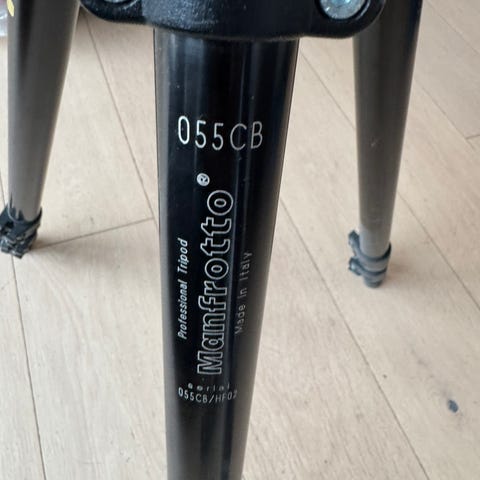 055CB
Professional Tripod
Manfrotto®
Made in Italy
serial
055CB/HF02